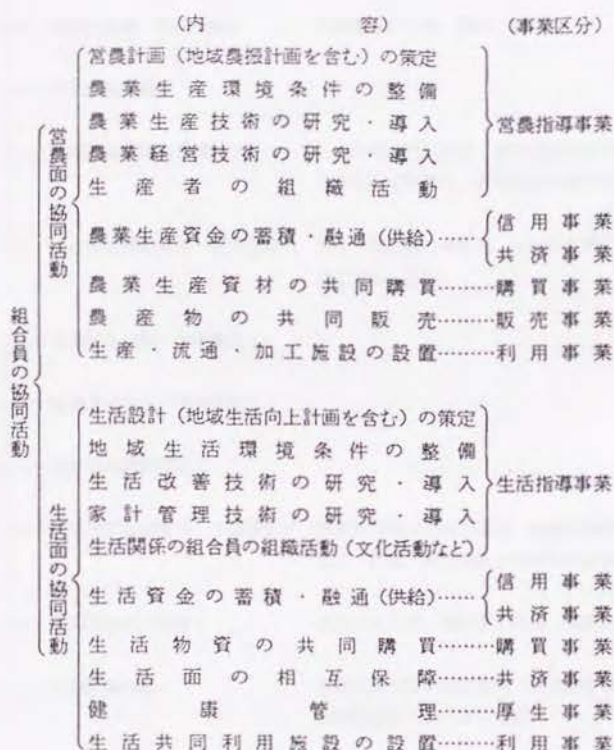 (内 容) (事業区分)
組合員の協同活動
営農面の協同活動
営農計画(地域農振計画を含む)の策定
農業生産環境条件の整備
農業生産技術の研究・導入
農業経営技術の研究・導入
生産者の組織活動
営農指導事業
農業生産資金の蓄積・融通(供給)……
信用事業
共済事業
農業生産資材の共同購買………購買事業
農産物の共同販売………販売事業
生産・流通・加工施設の設置………利用事業
生活面の協同活動
生活設計(地域生活向上計画を含む)の策定
地域生活環境条件の整備
生活改善技術の研究・導入
家計管理技術の研究・導入
生活関係の組合員の組織活動(文化活動など)
生活指導事業
生活資金の蓄積・融通(供給)……
信用事業
共済事業
生活物資の共同購買………購買事業
生活面の相互保障………共済事業
健康管理………厚生事業
生活共同利用施設の設置………利用事業